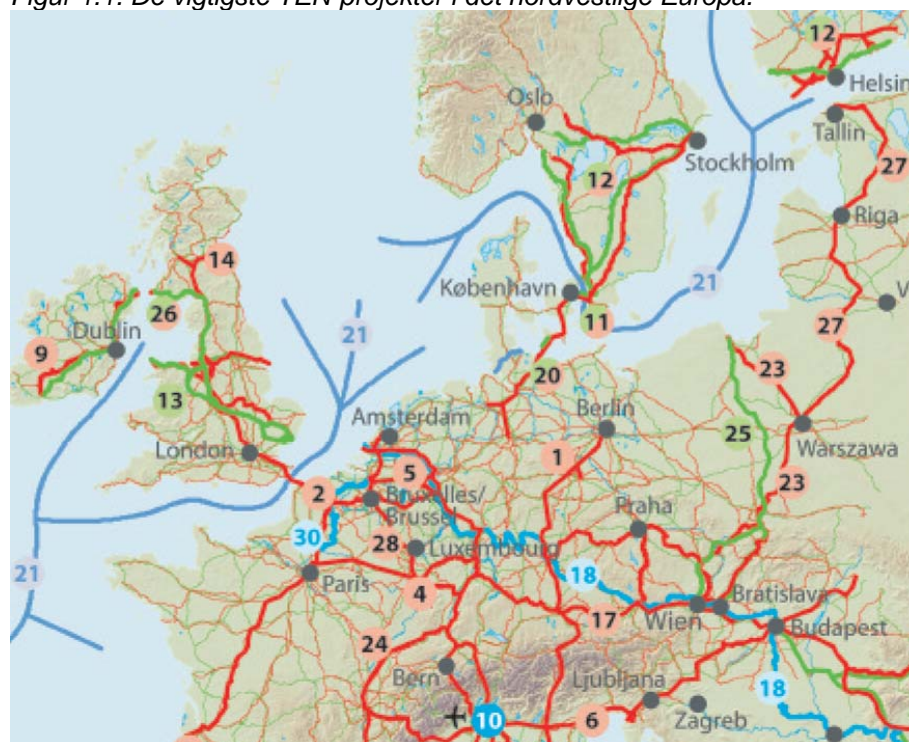 Figur 1.1. De vigtigste TEN-projekter i det nordvestlige Europa.
12
Helsin
Oslo
Tallin
Stockholm
27
12
Riga
14
21
København
V
26
11
21
Dublin
27
9
23
20
13
Amsterdam
Berlin
25
Warszawa
London
1
5
23
2
Bruxelles/
Brussel
Praha
30
28
Luxembourg
21
18
Paris
4
Bratislava
17
Wien
Budapest
24
Bern
Ljubljana
18
10
6
Zagreb